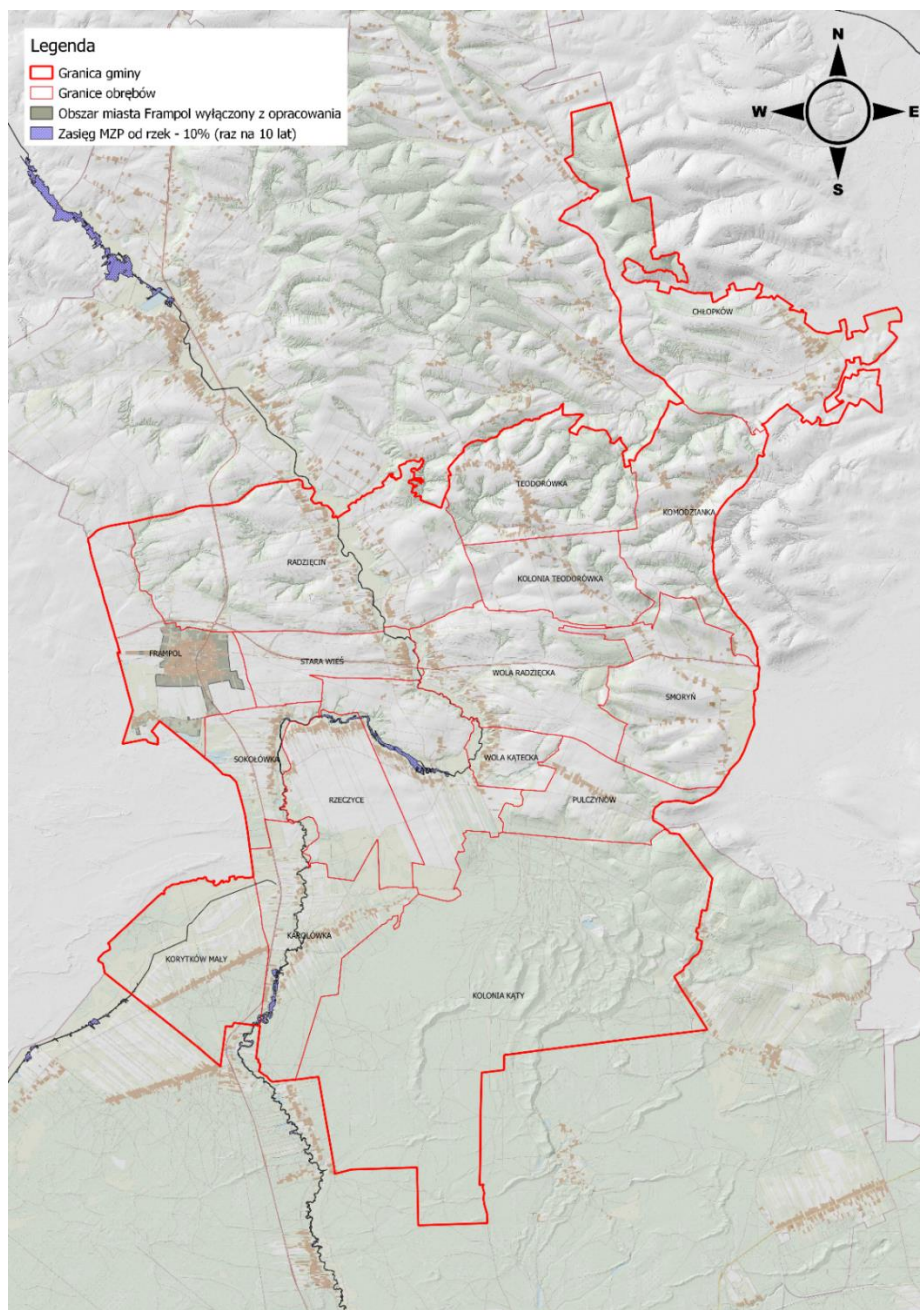 Legenda
Granica gminy
Granice obrębów
Obszar miasta Frampol wyłączony z opracowania
Zasięg MZP od rzek - 10% (raz na 10 lat)
N
W
E
S
CHŁOPKÓW
TEODORÓWKA
KOMODZIANKA
RADZIĘCIN
KOLONIA TEODORÓWKA
FRAMPOL
STARA WIEŚ
WOLA RADZIĘCKA
SMORYŃ
SOKOŁÓWKA
WOLA KĄTECKA
KĄTY
RZECZYCE
PULCZYNÓW
KAROLÓWKA
KORYTKÓW MAŁY
KOLONIA KĄTY